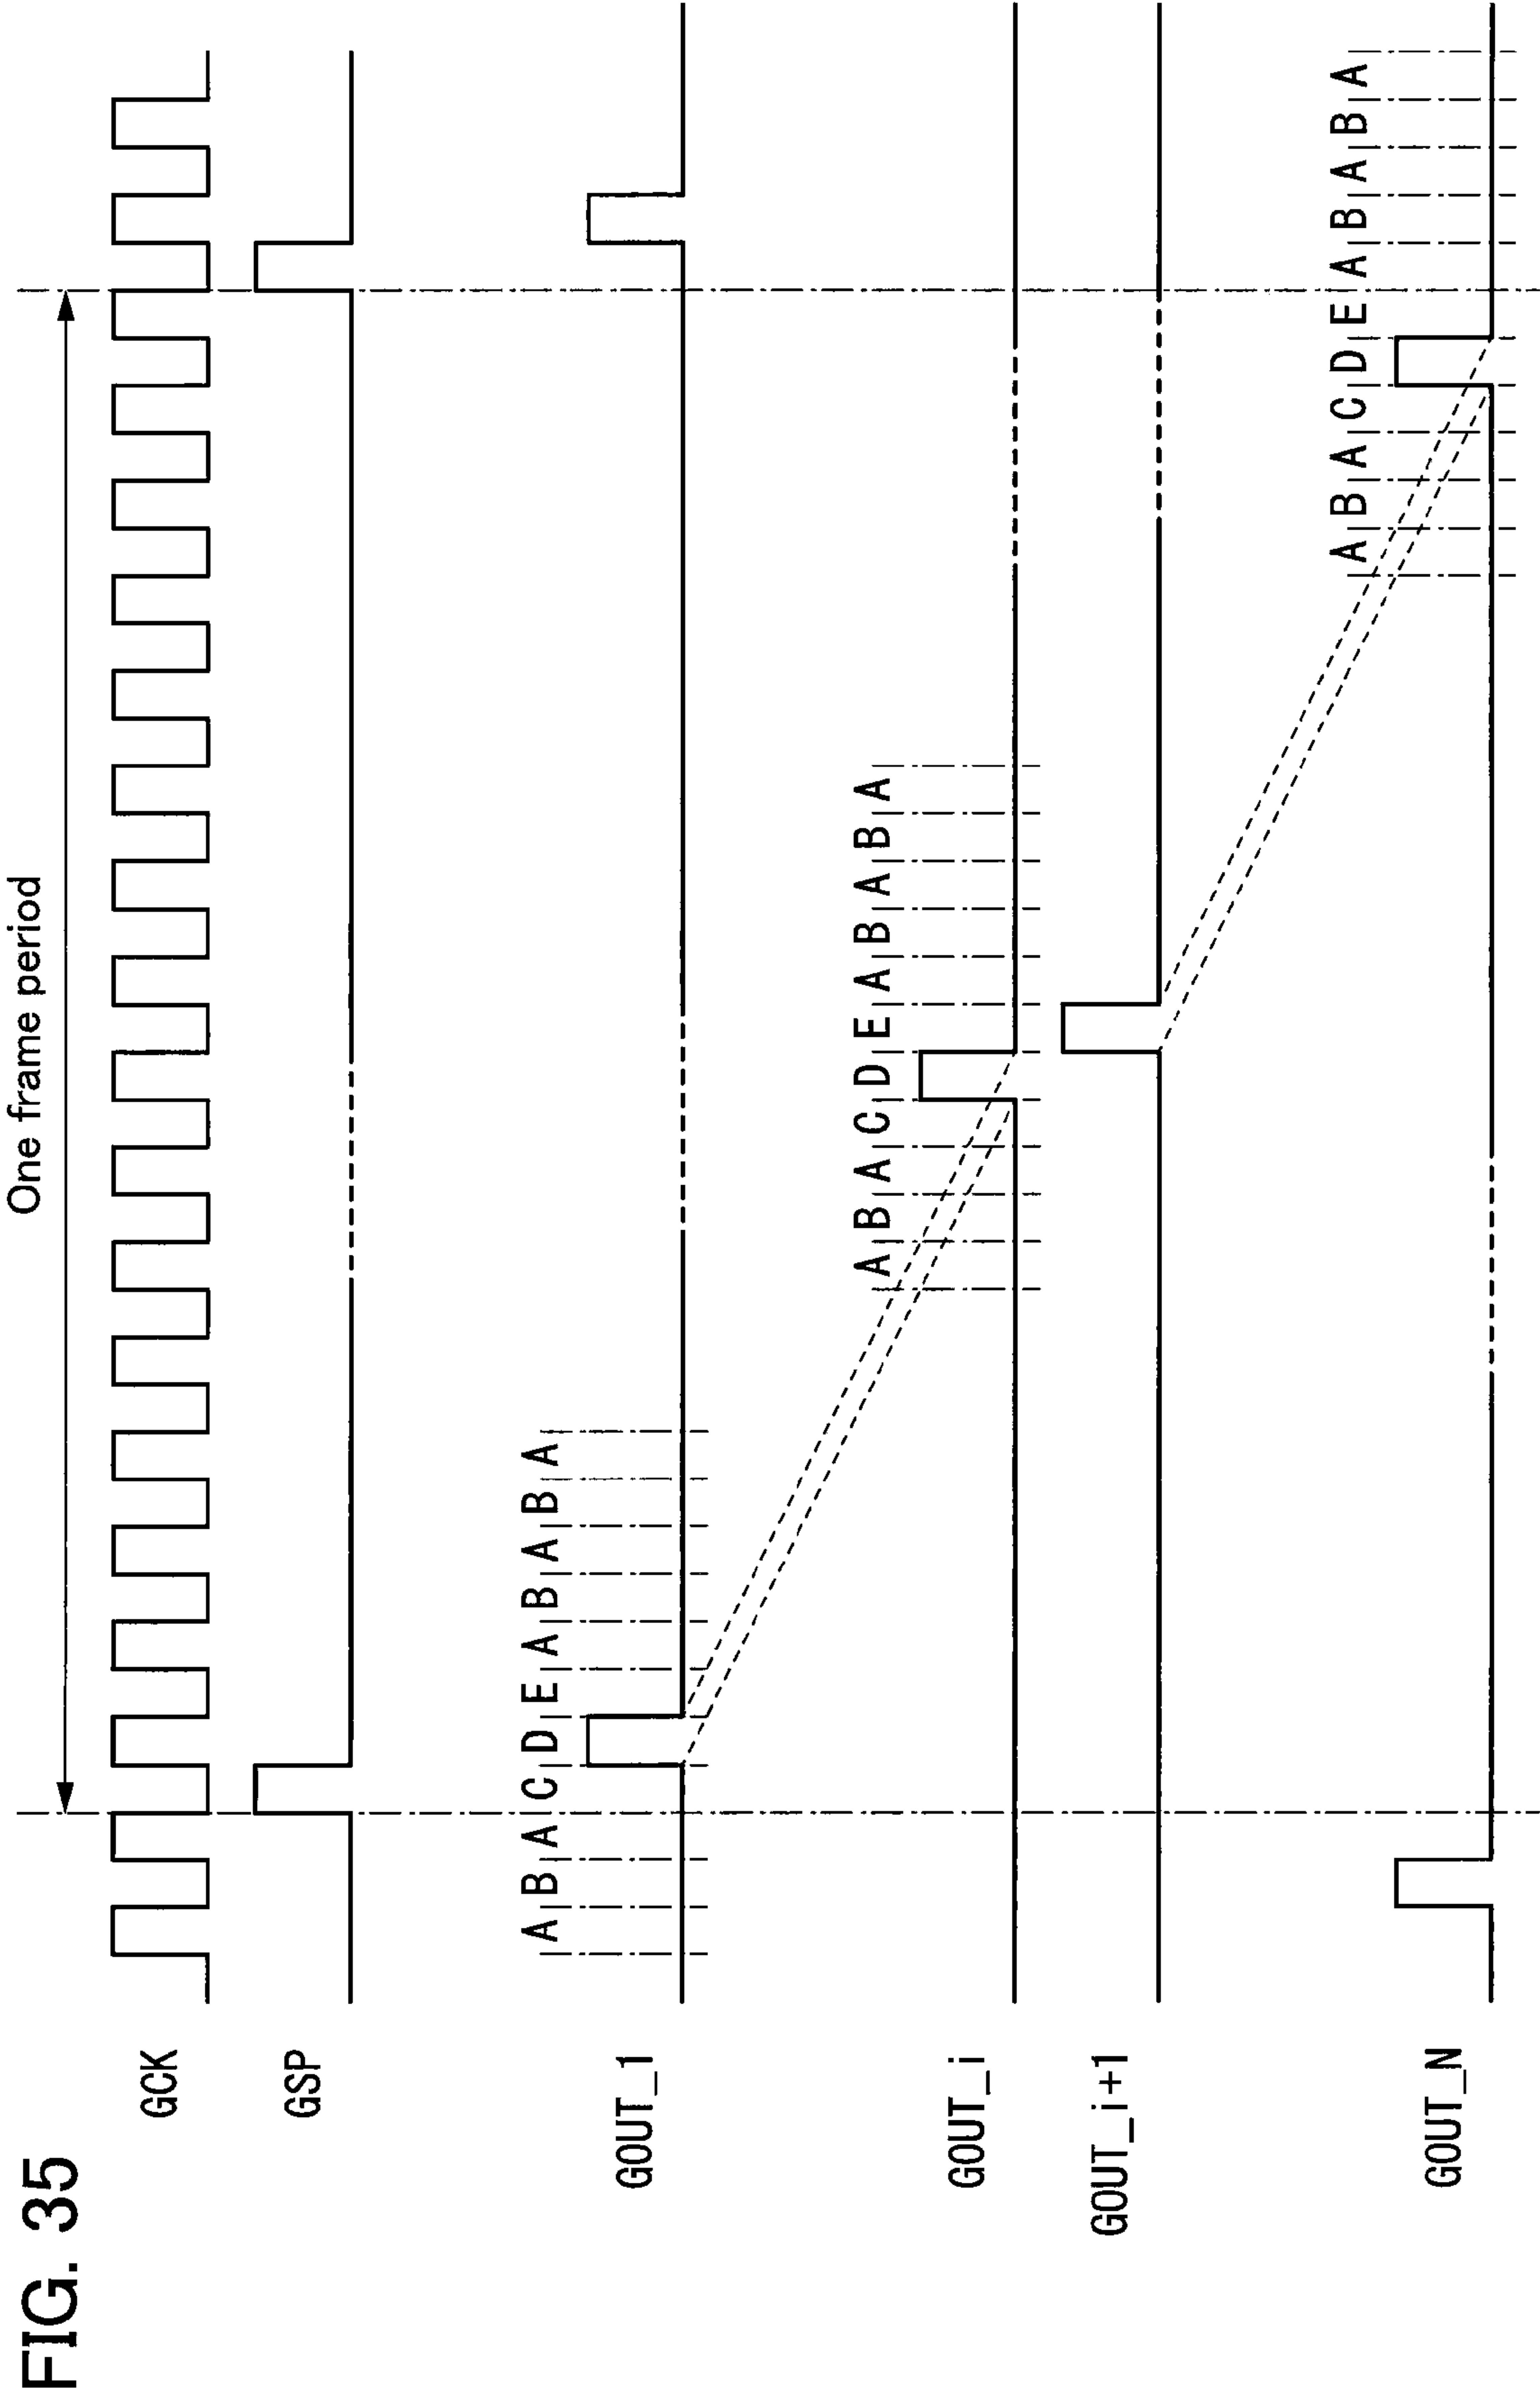 FIG. 35
One frame period
GCK
GSP
A B A C D E A B A B A
GOUT_1
A B A C D E A B A B A
GOUT_i
GOUT_i+1
A B A C D E A B A B A
GOUT_N